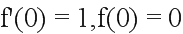 f'(0) = 1,f(0) = 0